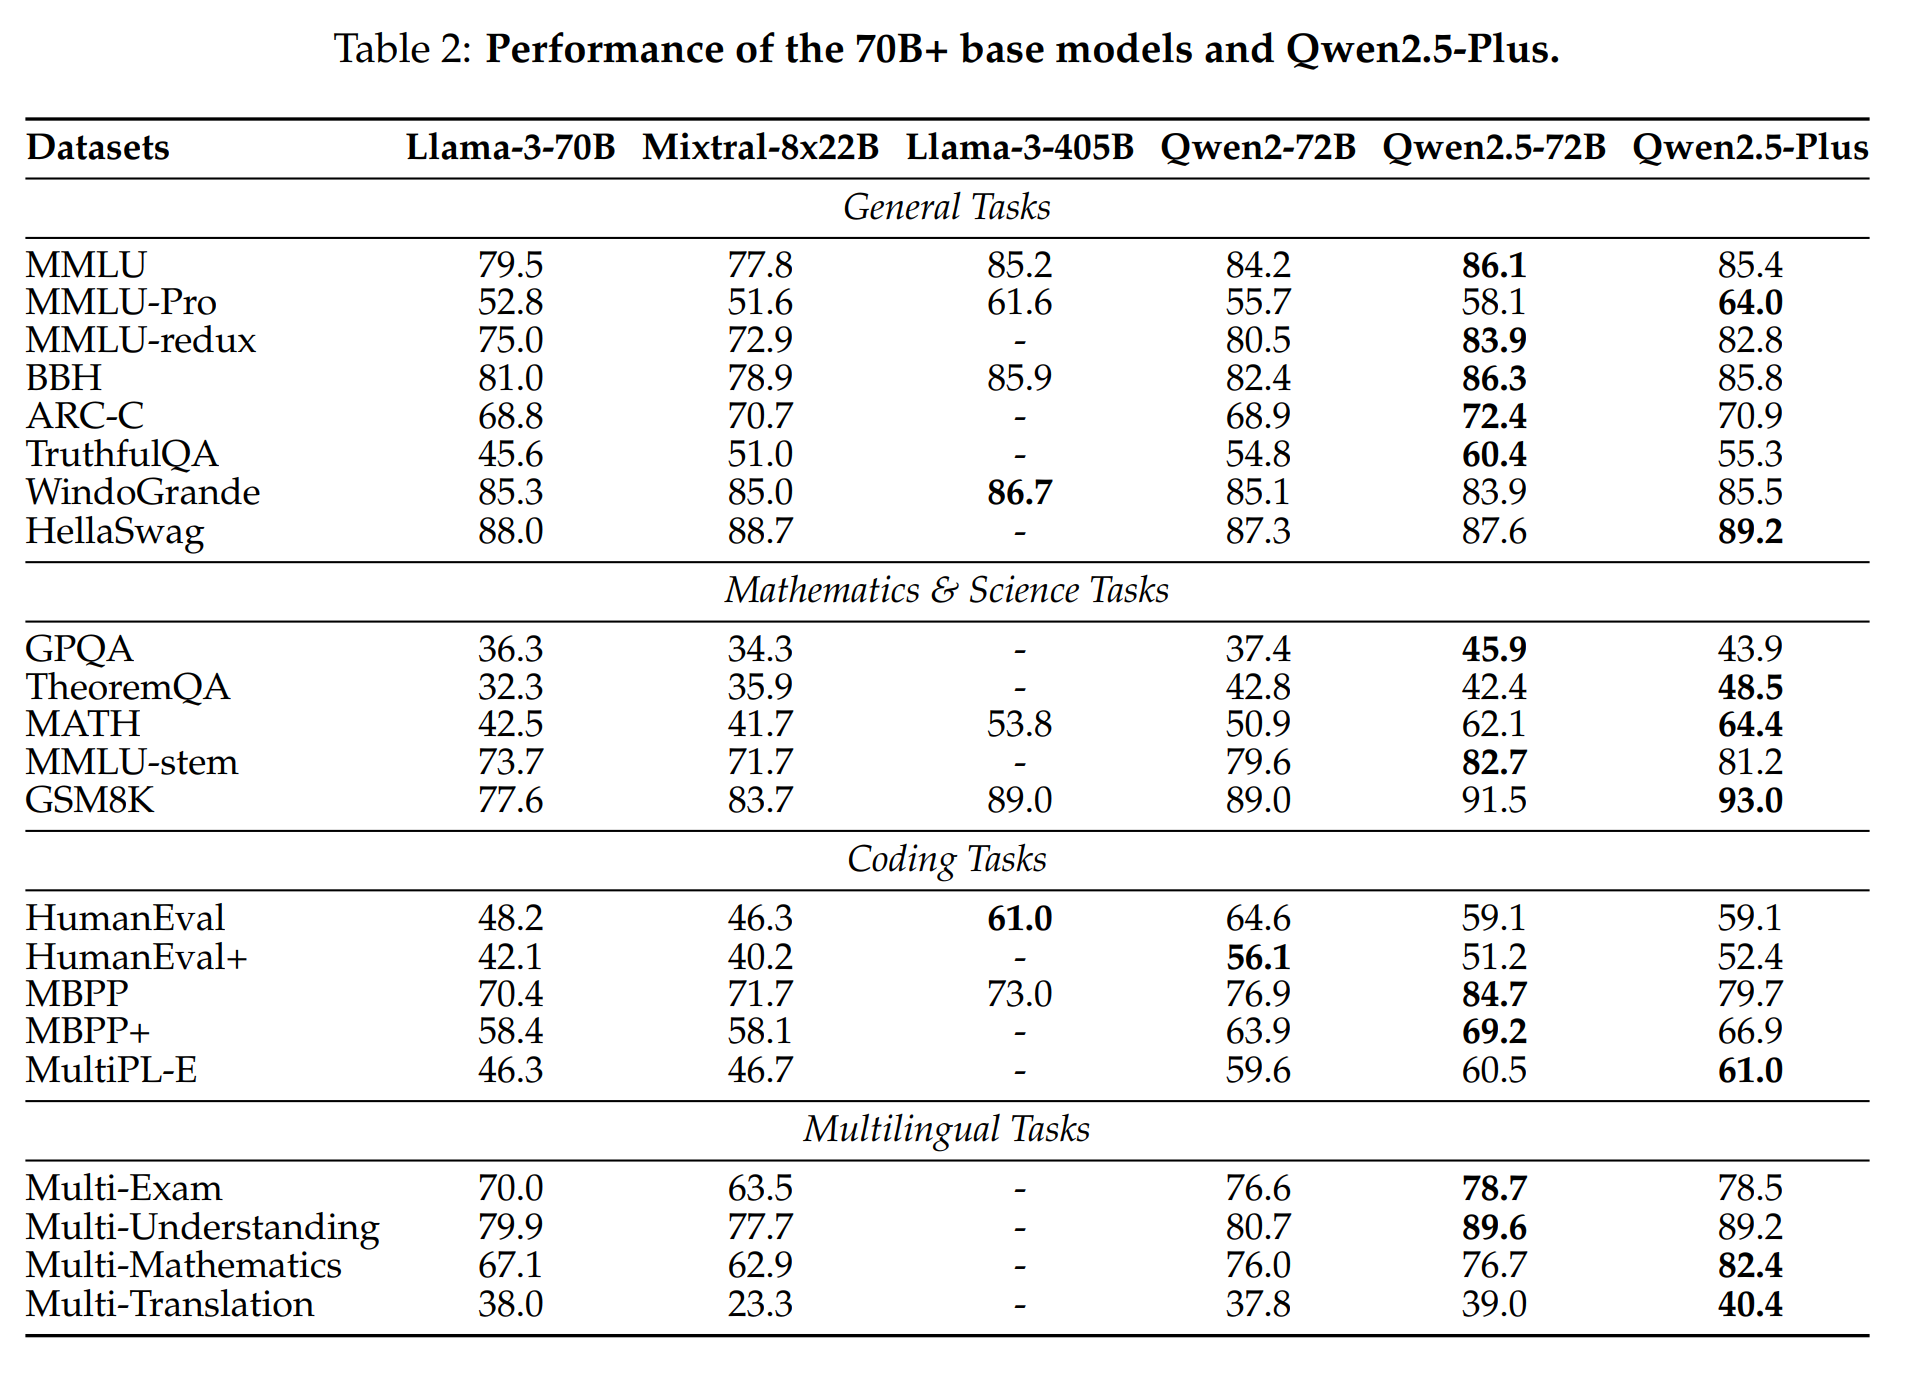 Table 2: Performance of the 70B+ base models and Qwen2.5-Plus.
Datasets Llama-3-70B Mixtral-8x22B Llama-3-405B Qwen2-72B Qwen2.5-72B Qwen2.5-Plus
General Tasks
MMLU 79.5 77.8 85.2 84.2 86.1 85.4
MMLU-Pro 52.8 51.6 61.6 55.7 58.1 64.0
MMLU-redux 75.0 72.9 - 80.5 83.9 82.8
BBH 81.0 78.9 85.9 82.4 86.3 85.8
ARC-C 68.8 70.7 - 68.9 72.4 70.9
TruthfulQA 45.6 51.0 - 54.8 60.4 55.3
WindoGrande 85.3 85.0 86.7 85.1 83.9 85.5
HellaSwag 88.0 88.7 - 87.3 87.6 89.2
Mathematics & Science Tasks
GPQA 36.3 34.3 - 37.4 45.9 43.9
TheoremQA 32.3 35.9 - 42.8 42.4 48.5
MATH 42.5 41.7 53.8 50.9 62.1 64.4
MMLU-stem 73.7 71.7 - 79.6 82.7 81.2
GSM8K 77.6 83.7 89.0 89.0 91.5 93.0
Coding Tasks
HumanEval 48.2 46.3 61.0 64.6 59.1 59.1
HumanEval+ 42.1 40.2 - 56.1 51.2 52.4
MBPP 70.4 71.7 73.0 76.9 84.7 79.7
MBPP+ 58.4 58.1 - 63.9 69.2 66.9
MultiPL-E 46.3 46.7 - 59.6 60.5 61.0
Multilingual Tasks
Multi-Exam 70.0 63.5 - 76.6 78.7 78.5
Multi-Understanding 79.9 77.7 - 80.7 89.6 89.2
Multi-Mathematics 67.1 62.9 - 76.0 76.7 82.4
Multi-Translation 38.0 23.3 - 37.8 39.0 40.4